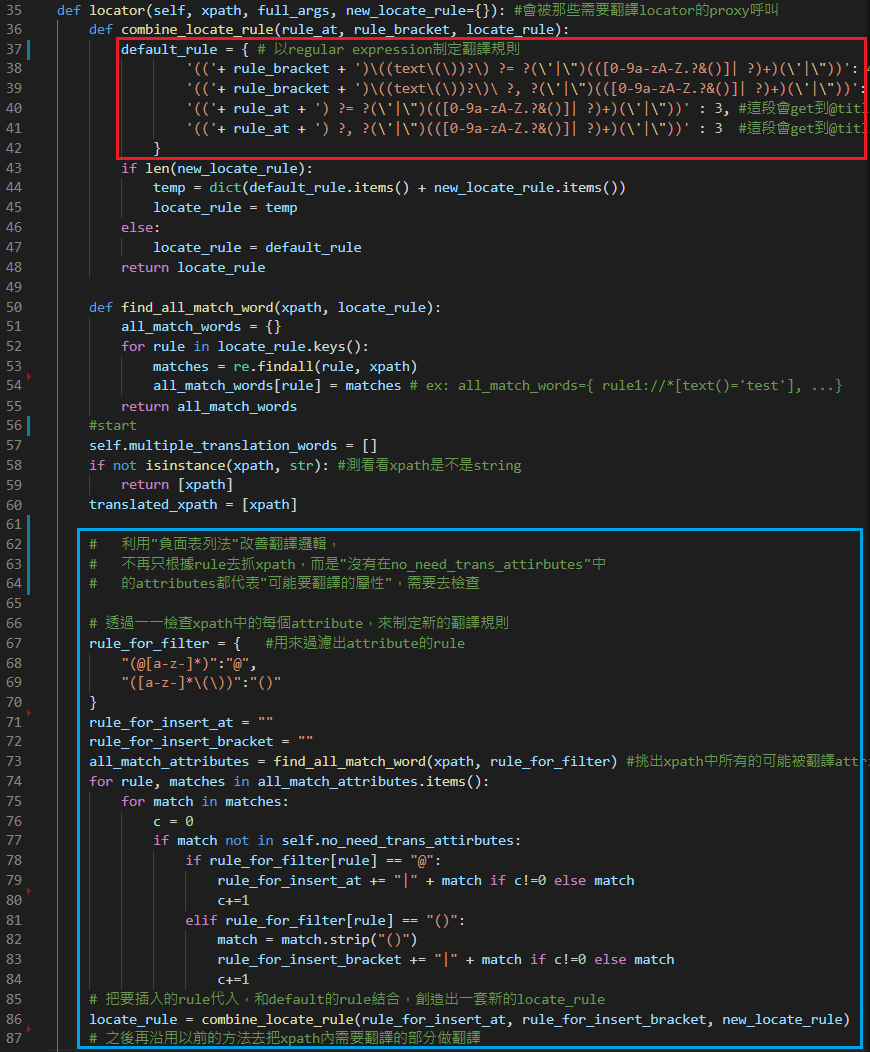 35 def locator(self, xpath, full_args, new_locate_rule={}): #會被那些需要翻譯locator的proxy呼叫
36 def combine_locate_rule(rule_at, rule_bracket, locate_rule):
37 default_rule = { # 以regular expression制定翻譯規則
38 '(('+ rule_bracket + ')\((text\(\))?\) ?= ?(\'|\")(([0-9a-zA-Z.?&()]| ?)+)(\'|\"))':
39 '(('+ rule_bracket + ')\((text\(\))?\)\ ?, ?(\'|\")(([0-9a-zA-Z.?&()]| ?)+)(\'|\"))':
40 '(('+ rule_at + ') ?= ?(\'|\")(([0-9a-zA-Z.?&()]| ?)+)(\'|\"))' : 3, #這段會get到@tit
41 '(('+ rule_at + ') ?, ?(\'|\")(([0-9a-zA-Z.?&()]| ?)+)(\'|\"))' : 3 #這段會get到@tit
42 }
43 if len(new_locate_rule):
44 temp = dict(default_rule.items() + new_locate_rule.items())
45 locate_rule = temp
46 else:
47 locate_rule = default_rule
48 return locate_rule
49
50 def find_all_match_word(xpath, locate_rule):
51 all_match_words = {}
52 for rule in locate_rule.keys():
53 matches = re.findall(rule, xpath)
54 all_match_words[rule] = matches # ex: all_match_words={ rule1://*[text()='test'], ...}
55 return all_match_words
56 #start
57 self.multiple_translation_words = []
58 if not isinstance(xpath, str): #測看看xpath是不是string
59 return [xpath]
60 translated_xpath = [xpath]
61
62 # 利用"負面表列法"改善翻譯邏輯，
63 # 不再只根據rule去抓xpath，而是"沒有在no_need_trans_attirbutes"中
64 # 的attributes都代表"可能要翻譯的屬性"，需要去檢查
65
66 # 透過一一檢查xpath中的每個attribute，來制定新的翻譯規則
67 rule_for_filter = { #用來過濾出attribute的rule
68 "(@[a-z-]*)":"@",
69 "([a-z-]*\(\))":"()"
70 }
71 rule_for_insert_at = ""
72 rule_for_insert_bracket = ""
73 all_match_attributes = find_all_match_word(xpath, rule_for_filter) #挑出xpath中所有的可能被翻譯attr
74 for rule, matches in all_match_attributes.items():
75 for match in matches:
76 c = 0
77 if match not in self.no_need_trans_attirbutes:
78 if rule_for_filter[rule] == "@":
79 rule_for_insert_at += "|" + match if c!=0 else match
80 c+=1
81 elif rule_for_filter[rule] == "()":
82 match = match.strip("()")
83 rule_for_insert_bracket += "|" + match if c!=0 else match
84 c+=1
85 # 把要插入的rule代入，和default的rule結合，創造出一套新的locate_rule
86 locate_rule = combine_locate_rule(rule_for_insert_at, rule_for_insert_bracket, new_locate_rule)
87 # 之後再沿用以前的方法去把xpath內需要翻譯的部分做翻譯